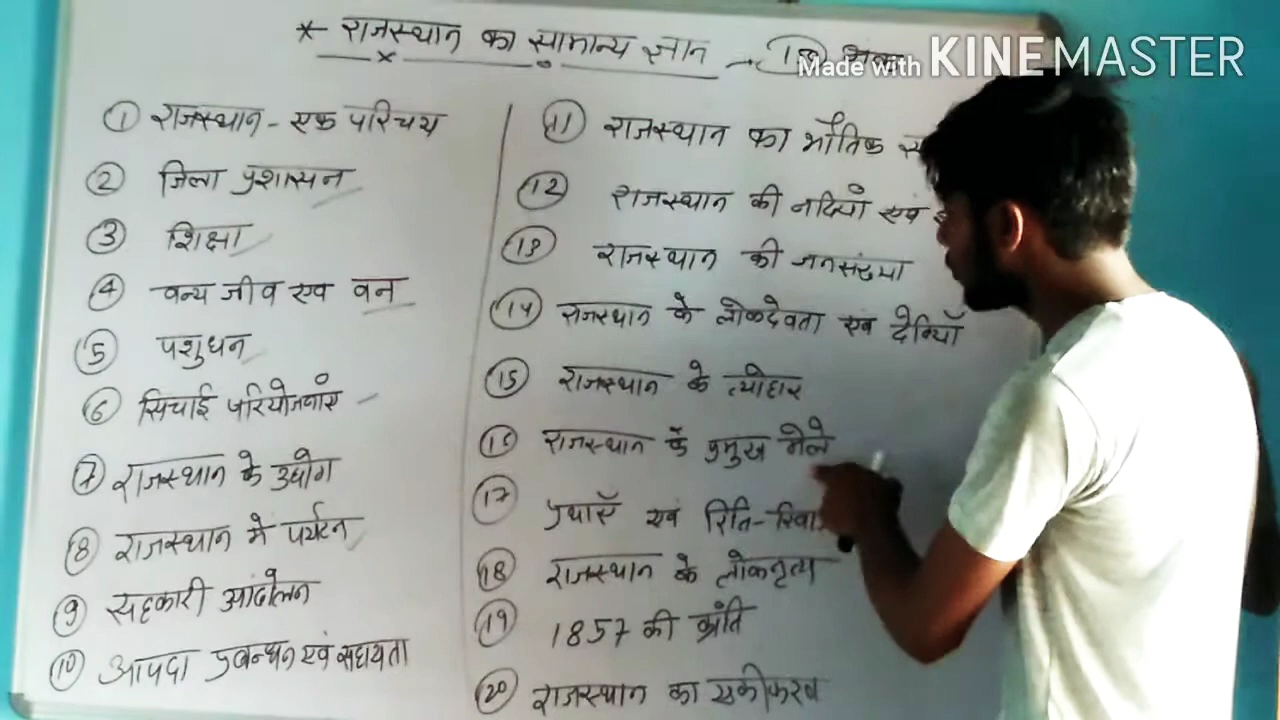 * राजस्थान का सामान्य ज्ञान →
Made with KINEMASTER
① राजस्थान - एक परिचय
② जिला प्रशासन
③ शिक्षा
④ वन्य जीव एव वन
⑤ पशुधन
⑥ सिचाई परियोजनाएं
⑦ राजस्थान के उद्योग
⑧ राजस्थान मे पर्यटन
⑨ सहकारी आंदोलन
⑩ आपदा प्रबन्धन एवं सहायता
⑪ राजस्थान का भौतिक
⑫ राजस्थान की नदियाँ एवं
⑬ राजस्थान की जनसंख्या
⑭ राजस्थान के लोकदेवता एवं देवियाँ
⑮ राजस्थान के त्योहार
⑯ राजस्थान के प्रमुख मेले
⑰ प्रथाएँ एवं रिति-रिवा
⑱ राजस्थान के लोकनृत्य
⑲ 1857 की क्रांति
⑳ राजस्थान का एकीकरण